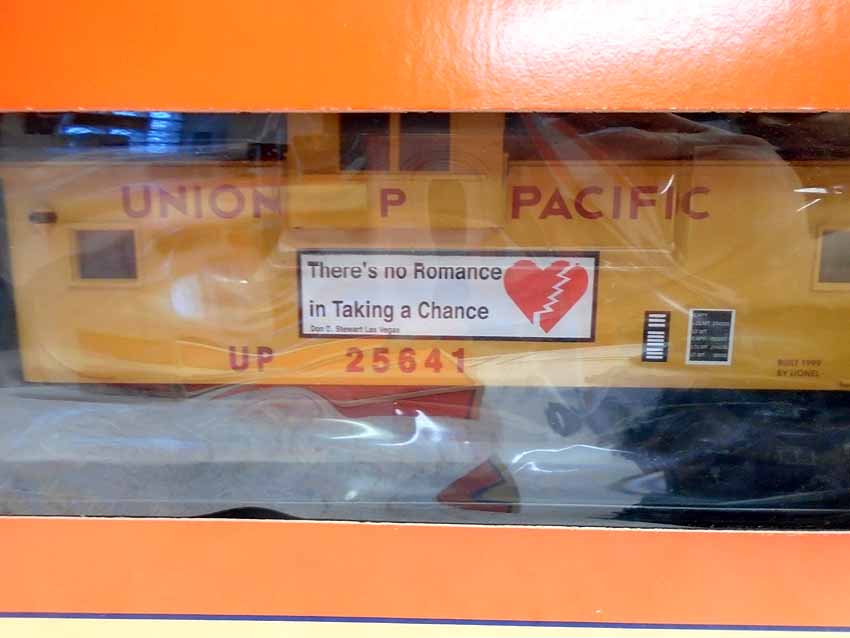 UNION P PACIFIC
There's no Romance
in Taking a Chance
Don D. Stewart Las Vegas
UP 25641
BUILT 1999
BY LIONEL